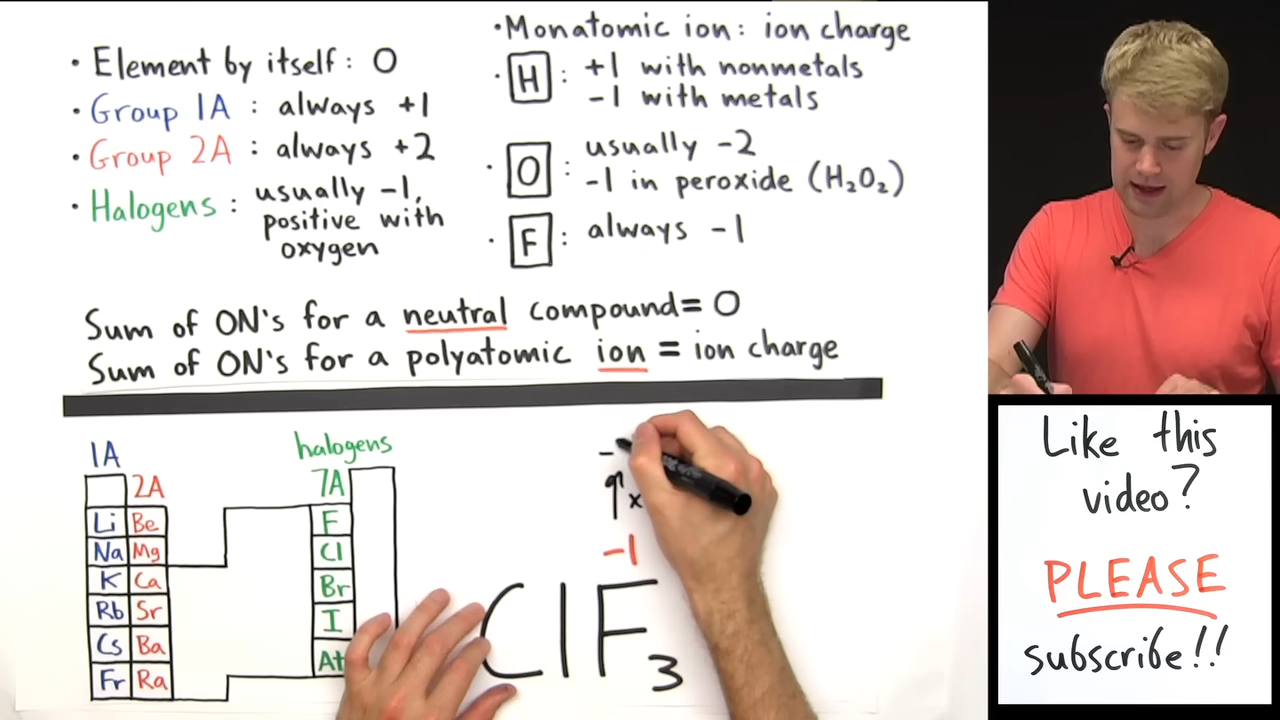 • Element by itself: O
• Group 1A : always +1
• Group 2A : always +2
• Halogens : usually -1,
positive with
oxygen
• Monatomic ion: ion charge
• H : +1 with nonmetals
-1 with metals
• O : usually -2
-1 in peroxide (H₂O₂)
• F : always -1
Sum of ON's for a neutral compound = O
Sum of ON's for a polyatomic ion = ion charge
1A
2A
halogens
7A
Li Be
Na Mg
K Ca
Rb Sr
Cs Ba
Fr Ra
F
Cl
Br
I
At
-
↑ x
-1
ClF₃
Like this
video?
PLEASE
subscribe!!